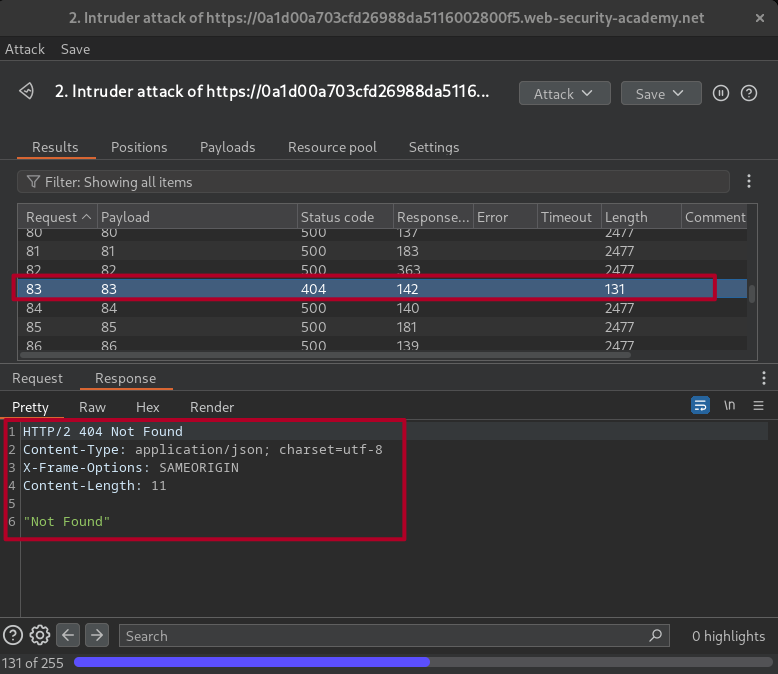 2. Intruder attack of https://0a1d00a703cfd26988da5116002800f5.web-security-academy.net
Attack Save
2. Intruder attack of https://0a1d00a703cfd26988da5116... Attack Save
Results Positions Payloads Resource pool Settings
Filter: Showing all items
Request Payload Status code Response... Error Timeout Length Comment
80 80 500 137 2477
81 81 500 183 2477
82 82 500 363 2477
83 83 404 142 131
84 84 500 140 2477
85 85 500 181 2477
86 86 500 139 2477
Request Response
Pretty Raw Hex Render \n
1 HTTP/2 404 Not Found
2 Content-Type: application/json; charset=utf-8
3 X-Frame-Options: SAMEORIGIN
4 Content-Length: 11
5
6 "Not Found"
Search 0 highlights
131 of 255